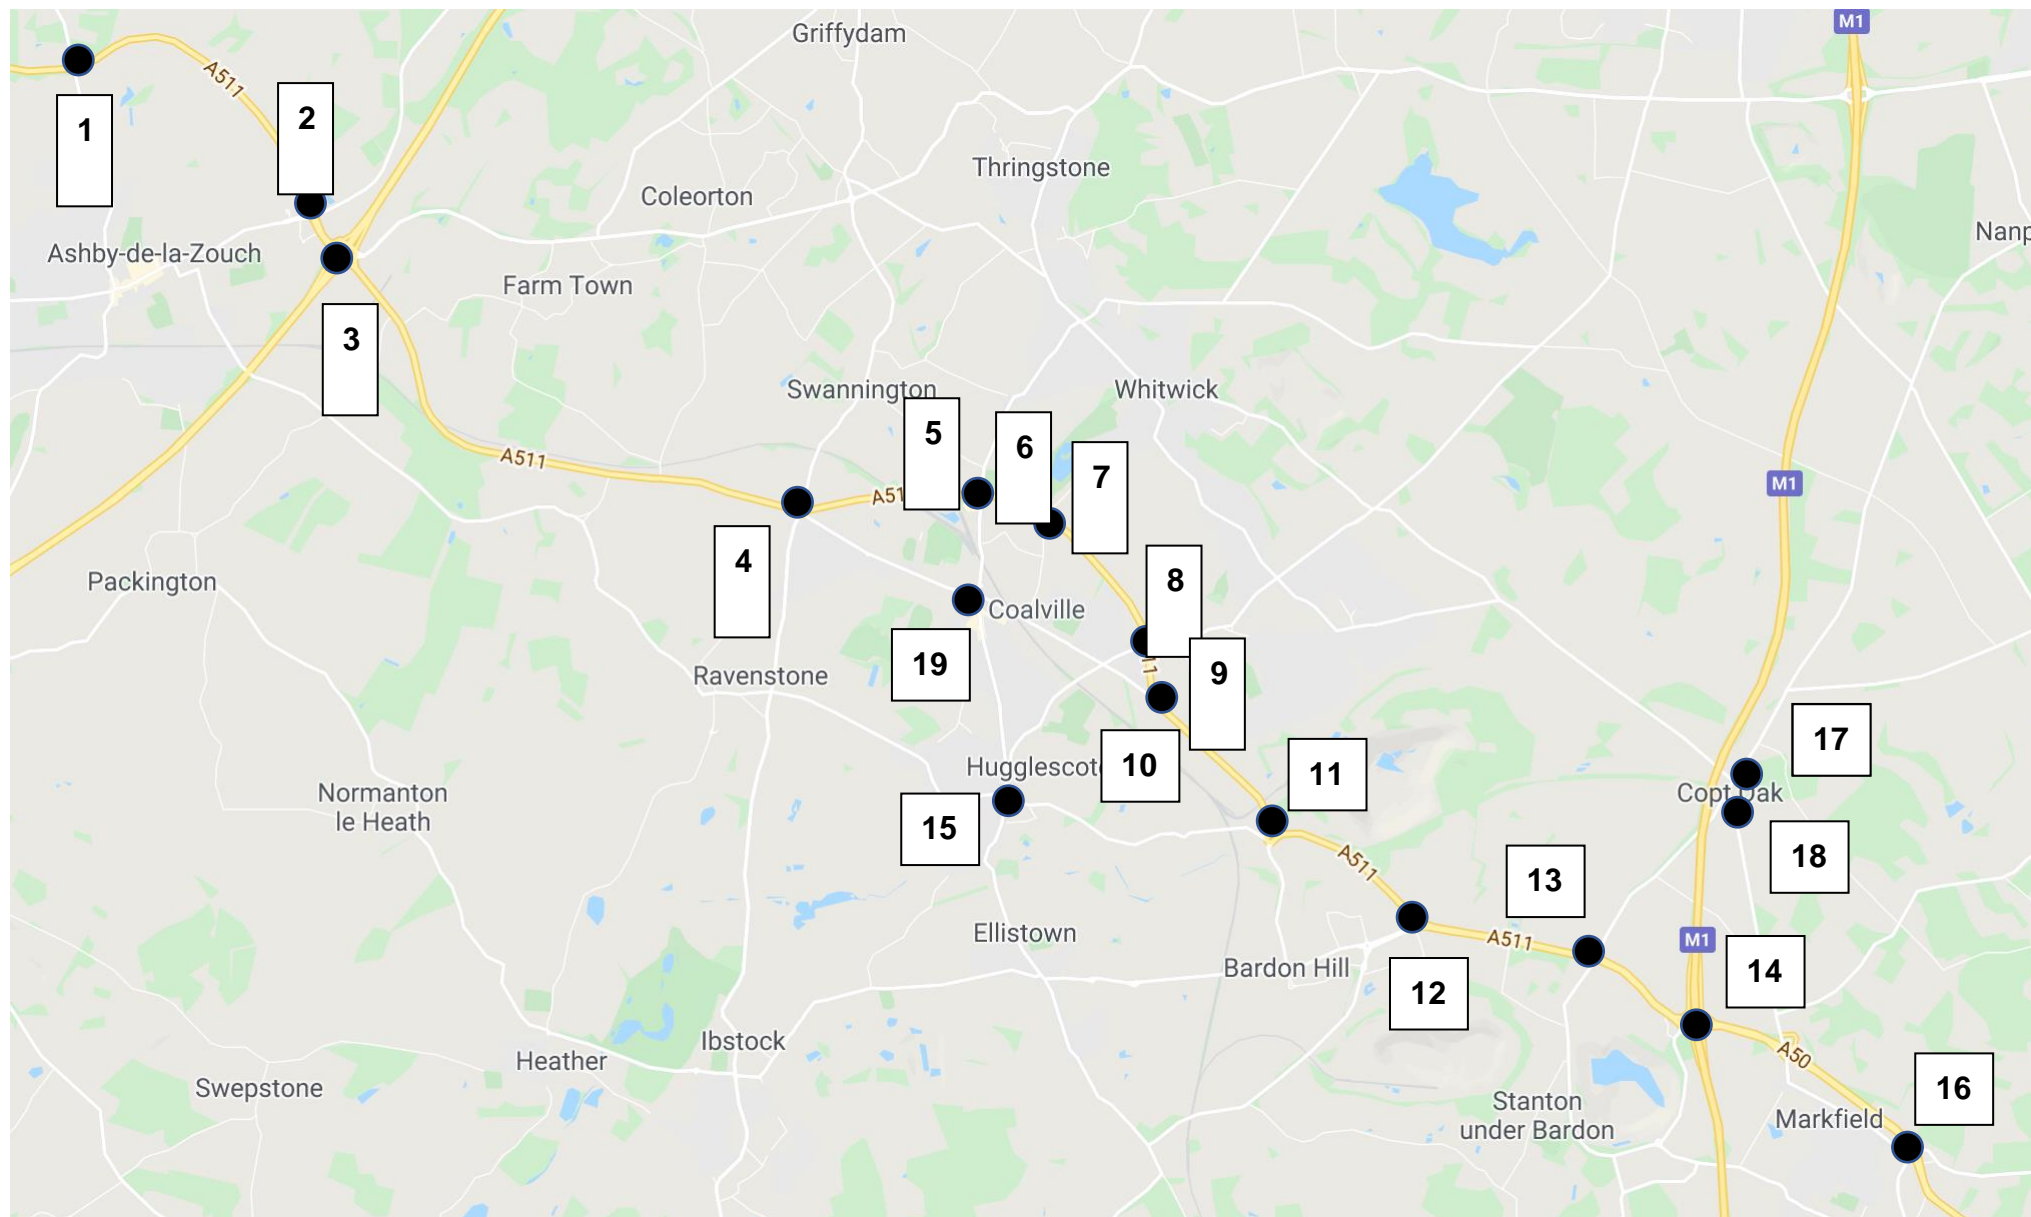 M1
Griffydam
A511
2
1
Thringstone
Coleorton
Nanp
Ashby-de-la-Zouch
Farm Town
3
Swannington
Whitwick
5
6
7
A511
A51
M1
4
8
Packington
Coalville
19
Ravenstone
11
9
17
Hugglescot
10
11
Copt Oak
Normanton
le Heath
15
18
A511
13
Ellistown
A511
M1
Bardon Hill
14
12
Ibstock
Heather
A50
Swepstone
16
Stanton
under Bardon
Markfield